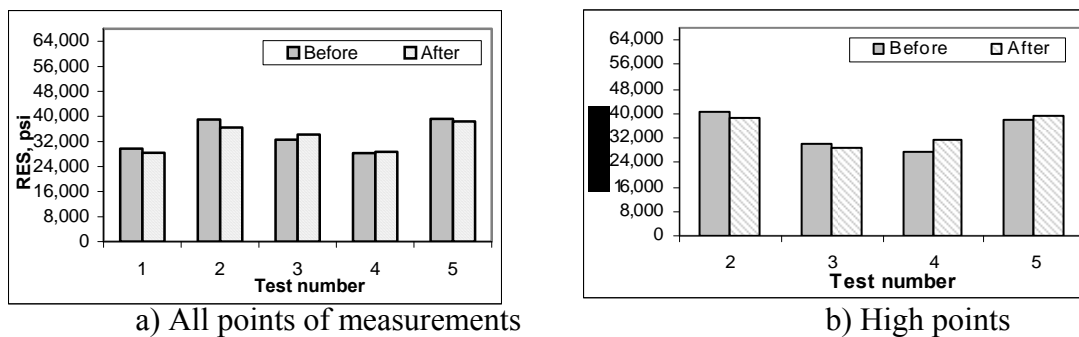 64,000
56,000
48,000
40,000
32,000
24,000
16,000
8,000
0
RES, psi
Before After
1 2 3 4 5
Test number
a) All points of measurements
64,000
56,000
48,000
40,000
32,000
24,000
16,000
8,000
0
Before After
2 3 4 5
Test number
b) High points